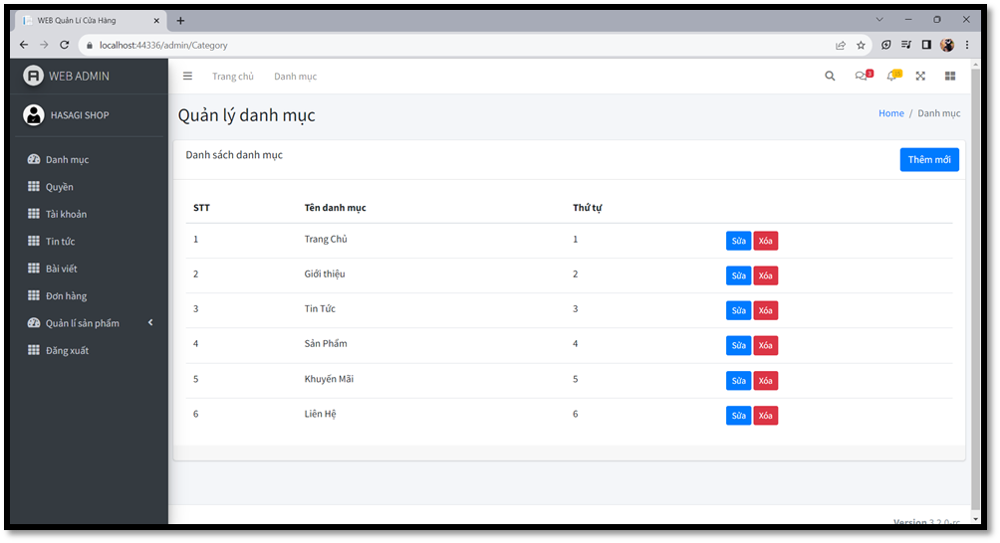 WEB Quản Lí Cửa Hàng
localhost:44336/admin/Category
WEB ADMIN
Trang chủ Danh mục
3
15
HASAGI SHOP
Quản lý danh mục
Home / Danh mục
Danh mục
Quyền
Tài khoản
Tin tức
Bài viết
Đơn hàng
Quản lí sản phẩm
Đăng xuất
Danh sách danh mục
Thêm mới
STT Tên danh mục Thứ tự
1 Trang Chủ 1 Sửa Xóa
2 Giới thiệu 2 Sửa Xóa
3 Tin Tức 3 Sửa Xóa
4 Sản Phẩm 4 Sửa Xóa
5 Khuyến Mãi 5 Sửa Xóa
6 Liên Hệ 6 Sửa Xóa
Version 3.2.0-rc